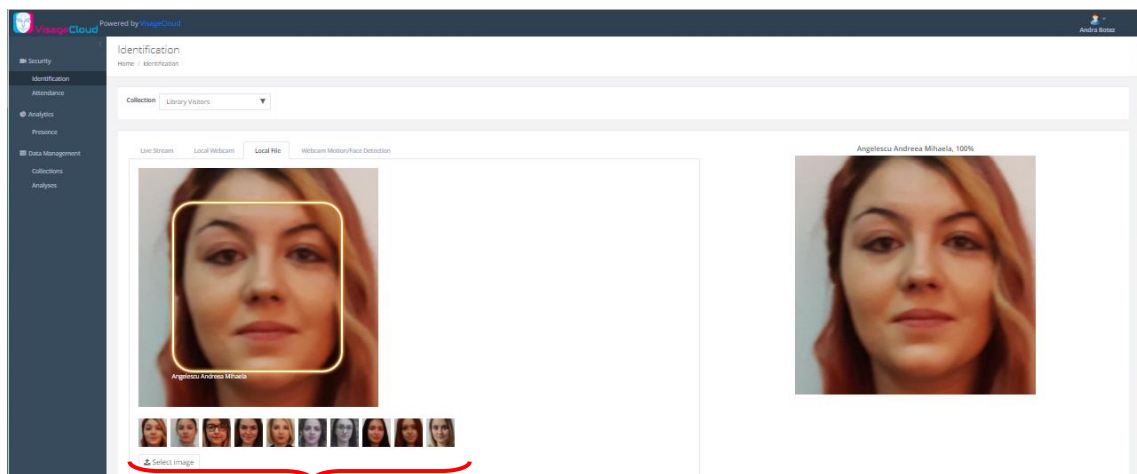 VisageCloud Powered by VisageCloud
Andra Botez
Security
Identification
Attendance
Analytics
Presence
Data Management
Collections
Analyses
Identification
Home / Identification
Collection Library Visitors
Live Stream Local Webcam Local File Webcam Motion/Face Detection
Angelescu Andreea Mihaela, 100%
Angelescu Andreea Mihaela
Select image